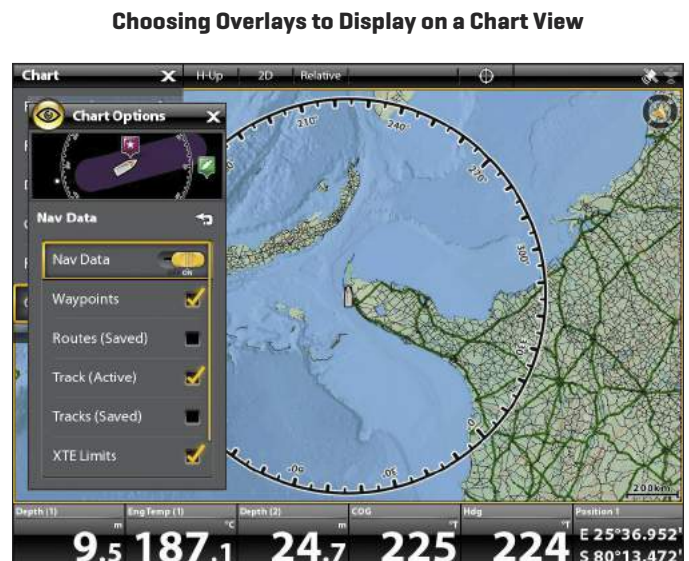 Choosing Overlays to Display on a Chart View
Chart X H-Up 2D Relative
Chart Options X
Nav Data
Nav Data ON
Waypoints
Routes (Saved)
Track (Active)
Tracks (Saved)
XTE Limits
210°
240°
270°
300°
200km
Depth (1) Eng Temp (1) Depth (2) COG Hdg Position 1
m °C m °T °T
9.5 187.1 24.7 225 224 E 25°36.952'
S 80°13.472'